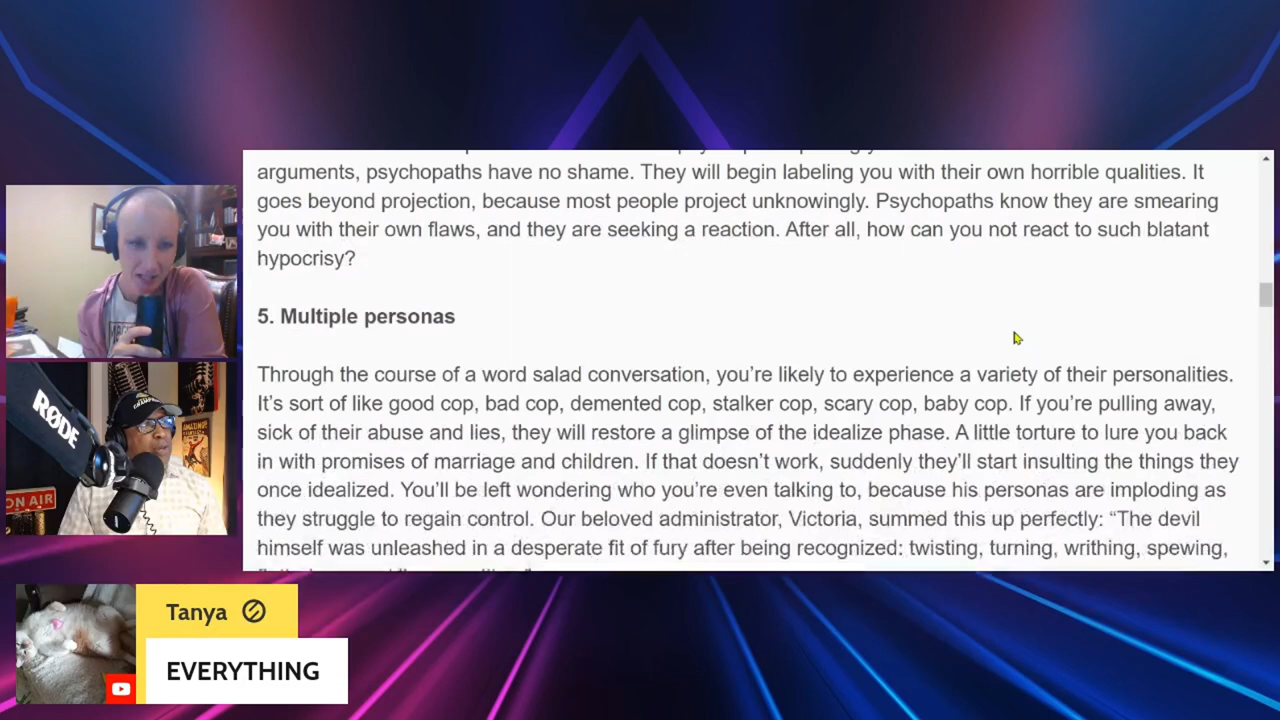 arguments, psychopaths have no shame. They will begin labeling you with their own horrible qualities. It
goes beyond projection, because most people project unknowingly. Psychopaths know they are smearing
you with their own flaws, and they are seeking a reaction. After all, how can you not react to such blatant
hypocrisy?
5. Multiple personas
Through the course of a word salad conversation, you’re likely to experience a variety of their personalities.
It’s sort of like good cop, bad cop, demented cop, stalker cop, scary cop, baby cop. If you’re pulling away,
sick of their abuse and lies, they will restore a glimpse of the idealize phase. A little torture to lure you back
in with promises of marriage and children. If that doesn’t work, suddenly they’ll start insulting the things they
once idealized. You’ll be left wondering who you’re even talking to, because his personas are imploding as
they struggle to regain control. Our beloved administrator, Victoria, summed this up perfectly: “The devil
himself was unleashed in a desperate fit of fury after being recognized: twisting, turning, writhing, spewing,
RØDE
ON AIR
Tanya
EVERYTHING